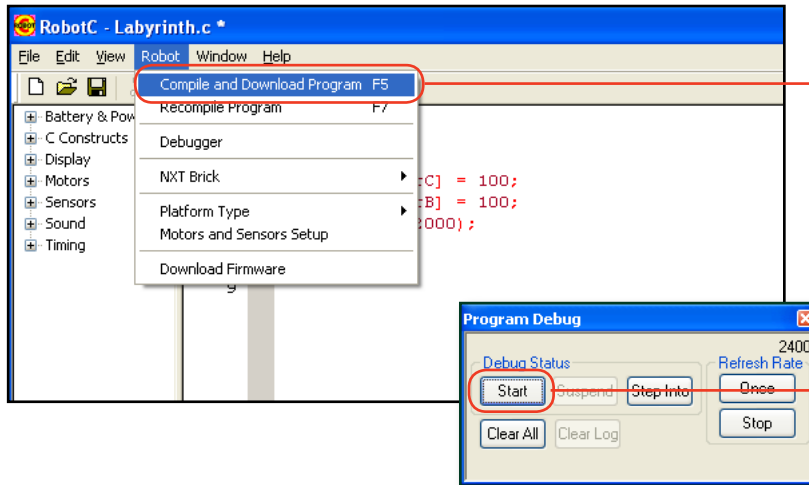 RobotC - Labyrinth.c *
File Edit View Robot Window Help
Compile and Download Program F5
Recompile Program F7
Debugger
NXT Brick
Platform Type
Motors and Sensors Setup
Download Firmware
Battery & Pow
C Constructs
Display
Motors
Sensors
Sound
Timing
rC] = 100;
rB] = 100;
2000);
9
Program Debug
2400
Debug Status
Refresh Rate
Start Suspend Step Into Once
Stop
Clear All Clear Log